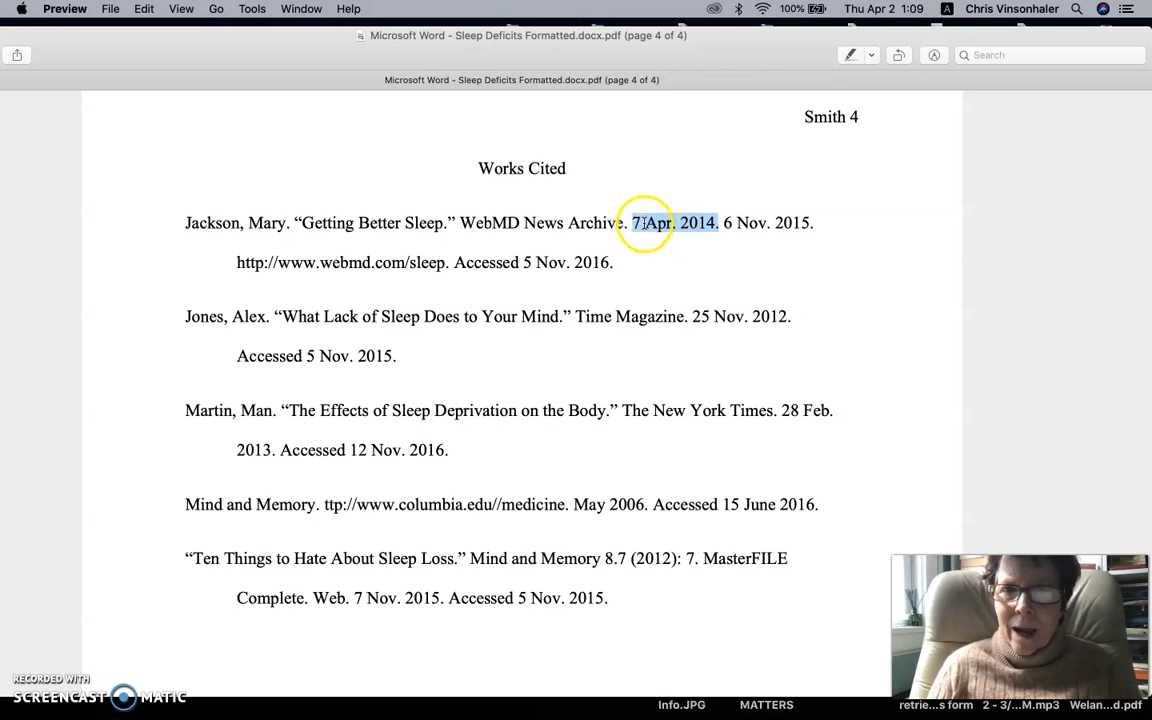 Preview File Edit View Go Tools Window Help 100% Thu Apr 2 1:09 A Chris Vinsonhaler
Microsoft Word - Sleep Deficits Formatted.docx.pdf (page 4 of 4)
Search
Microsoft Word - Sleep Deficits Formatted.docx.pdf (page 4 of 4)
Smith 4
Works Cited
Jackson, Mary. “Getting Better Sleep.” WebMD News Archive. 7 Apr. 2014. 6 Nov. 2015.
http://www.webmd.com/sleep. Accessed 5 Nov. 2016.
Jones, Alex. “What Lack of Sleep Does to Your Mind.” Time Magazine. 25 Nov. 2012.
Accessed 5 Nov. 2015.
Martin, Man. “The Effects of Sleep Deprivation on the Body.” The New York Times. 28 Feb.
2013. Accessed 12 Nov. 2016.
Mind and Memory. ttp://www.columbia.edu//medicine. May 2006. Accessed 15 June 2016.
“Ten Things to Hate About Sleep Loss.” Mind and Memory 8.7 (2012): 7. MasterFILE
Complete. Web. 7 Nov. 2015. Accessed 5 Nov. 2015.
RECORDED WITH
SCREENCAST MATIC
Info.JPG MATTERS retrie...s form 2 - 3/...M.mp3 Welan...d.pdf